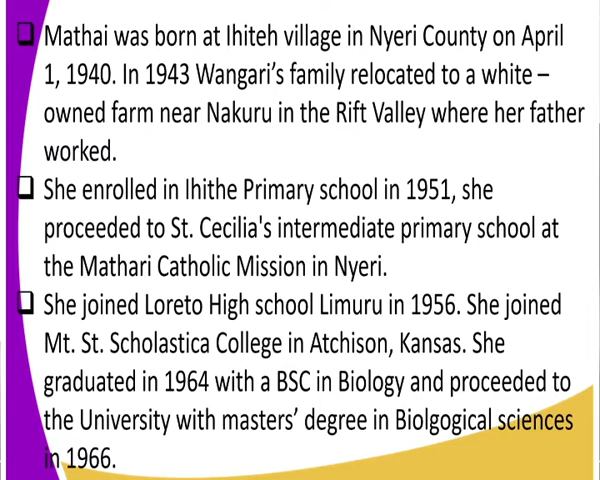 Mathai was born at Ihiteh village in Nyeri County on April
1, 1940. In 1943 Wangari's family relocated to a white –
owned farm near Nakuru in the Rift Valley where her father
worked.
She enrolled in Ihithe Primary school in 1951, she
proceeded to St. Cecilia's intermediate primary school at
the Mathari Catholic Mission in Nyeri.
She joined Loreto High school Limuru in 1956. She joined
Mt. St. Scholastica College in Atchison, Kansas. She
graduated in 1964 with a BSC in Biology and proceeded to
the University with masters' degree in Biolgogical sciences
in 1966.